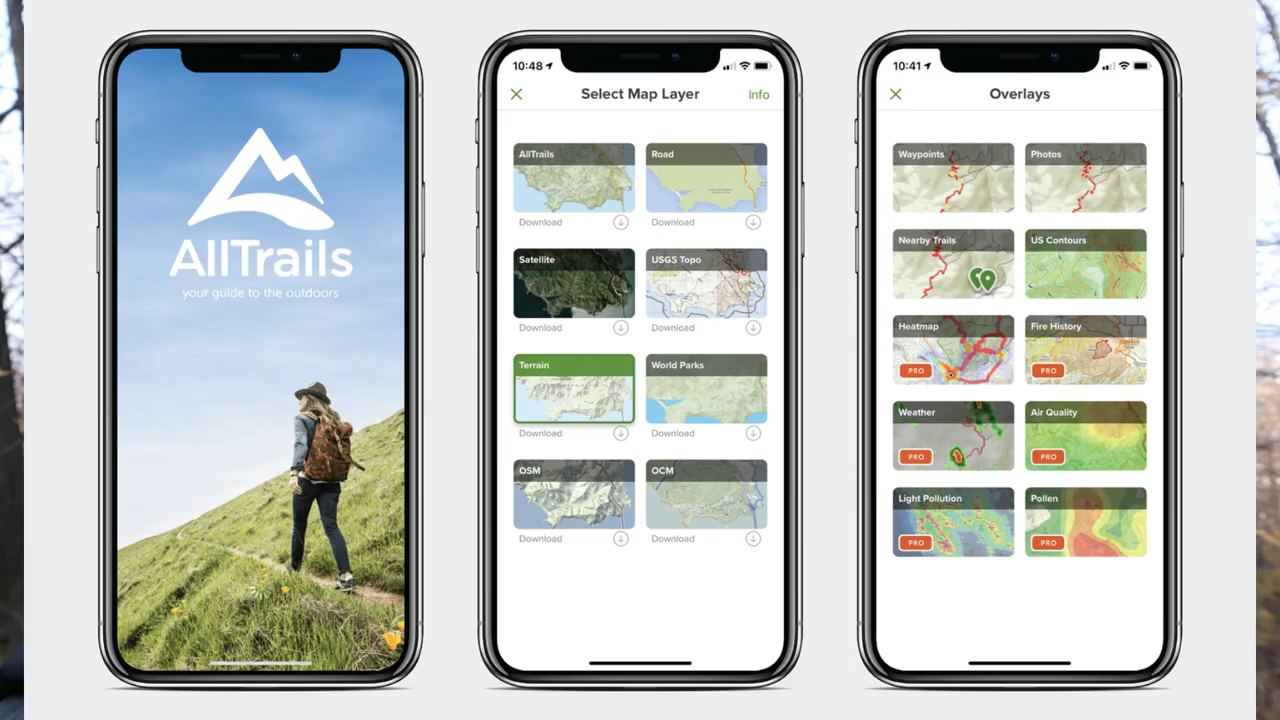 AllTrails
your guide to the outdoors
10:48
Select Map Layer
Info
AllTrails
Road
Download
Download
Satellite
USGS Topo
Download
Download
Terrain
World Parks
Download
Download
OSM
OCM
Download
Download
10:41
Overlays
Waypoints
Photos
Nearby Trails
US Contours
Heatmap
Fire History
PRO
PRO
Weather
Air Quality
PRO
PRO
Light Pollution
Pollen
PRO
PRO